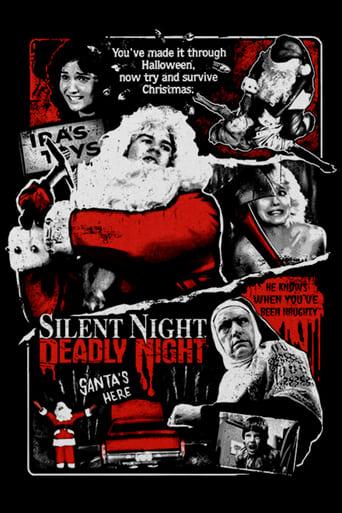 You've made it through
Halloween,
now try and survive
Christmas.
IRA'S
TOYS
HE KNOWS
WHEN YOU'VE
BEEN NAUGHTY
SILENT NIGHT
DEADLY NIGHT
SANTA'S
HERE